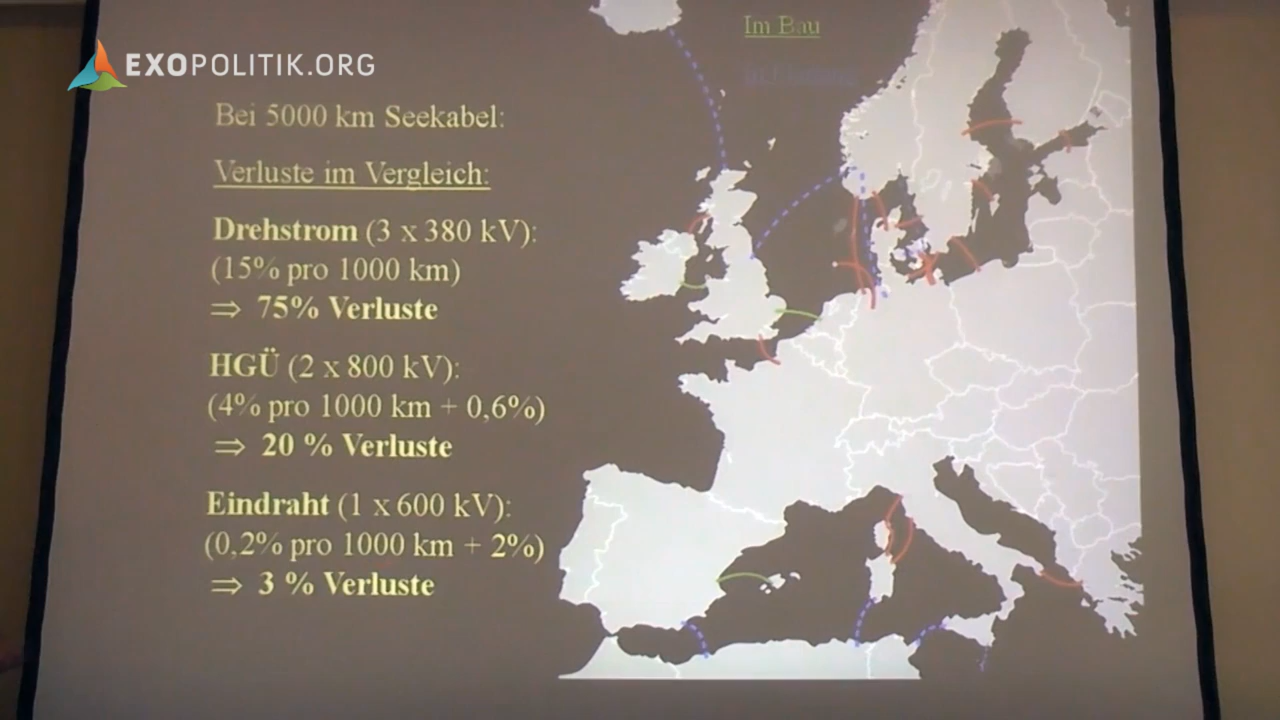 EXOPOLITIK.ORG
Im Bau
Bei 5000 km Seekabel:
Verluste im Vergleich:
Drehstrom (3 x 380 kV):
(15% pro 1000 km)
⇒ 75% Verluste
HGÜ (2 x 800 kV):
(4% pro 1000 km + 0,6%)
⇒ 20 % Verluste
Eindraht (1 x 600 kV):
(0,2% pro 1000 km + 2%)
⇒ 3 % Verluste